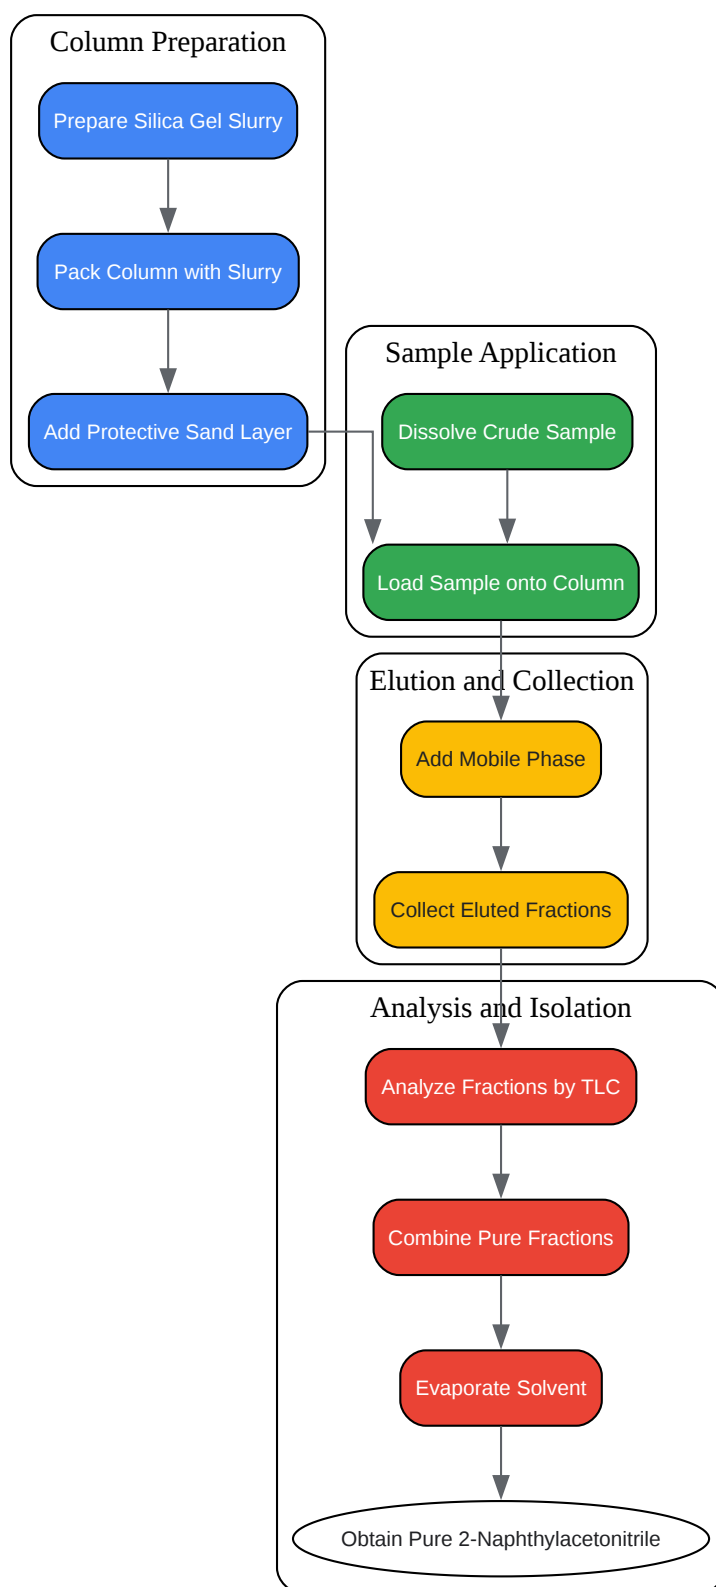 Column Preparation
Prepare Silica Gel Slurry
Pack Column with Slurry
Add Protective Sand Layer
Sample Application
Dissolve Crude Sample
Load Sample onto Column
Elution and Collection
Add Mobile Phase
Collect Eluted Fractions
Analysis and Isolation
Analyze Fractions by TLC
Combine Pure Fractions
Evaporate Solvent
Obtain Pure 2-Naphthylacetonitrile